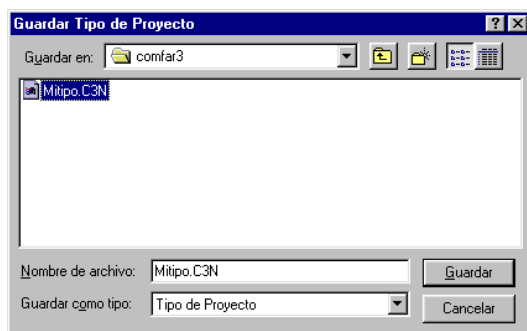 Guardar Tipo de Proyecto
Guardar en: comfar3
Mitipo.C3N
Nombre de archivo: Mitipo.C3N Guardar
Guardar como tipo: Tipo de Proyecto Cancelar